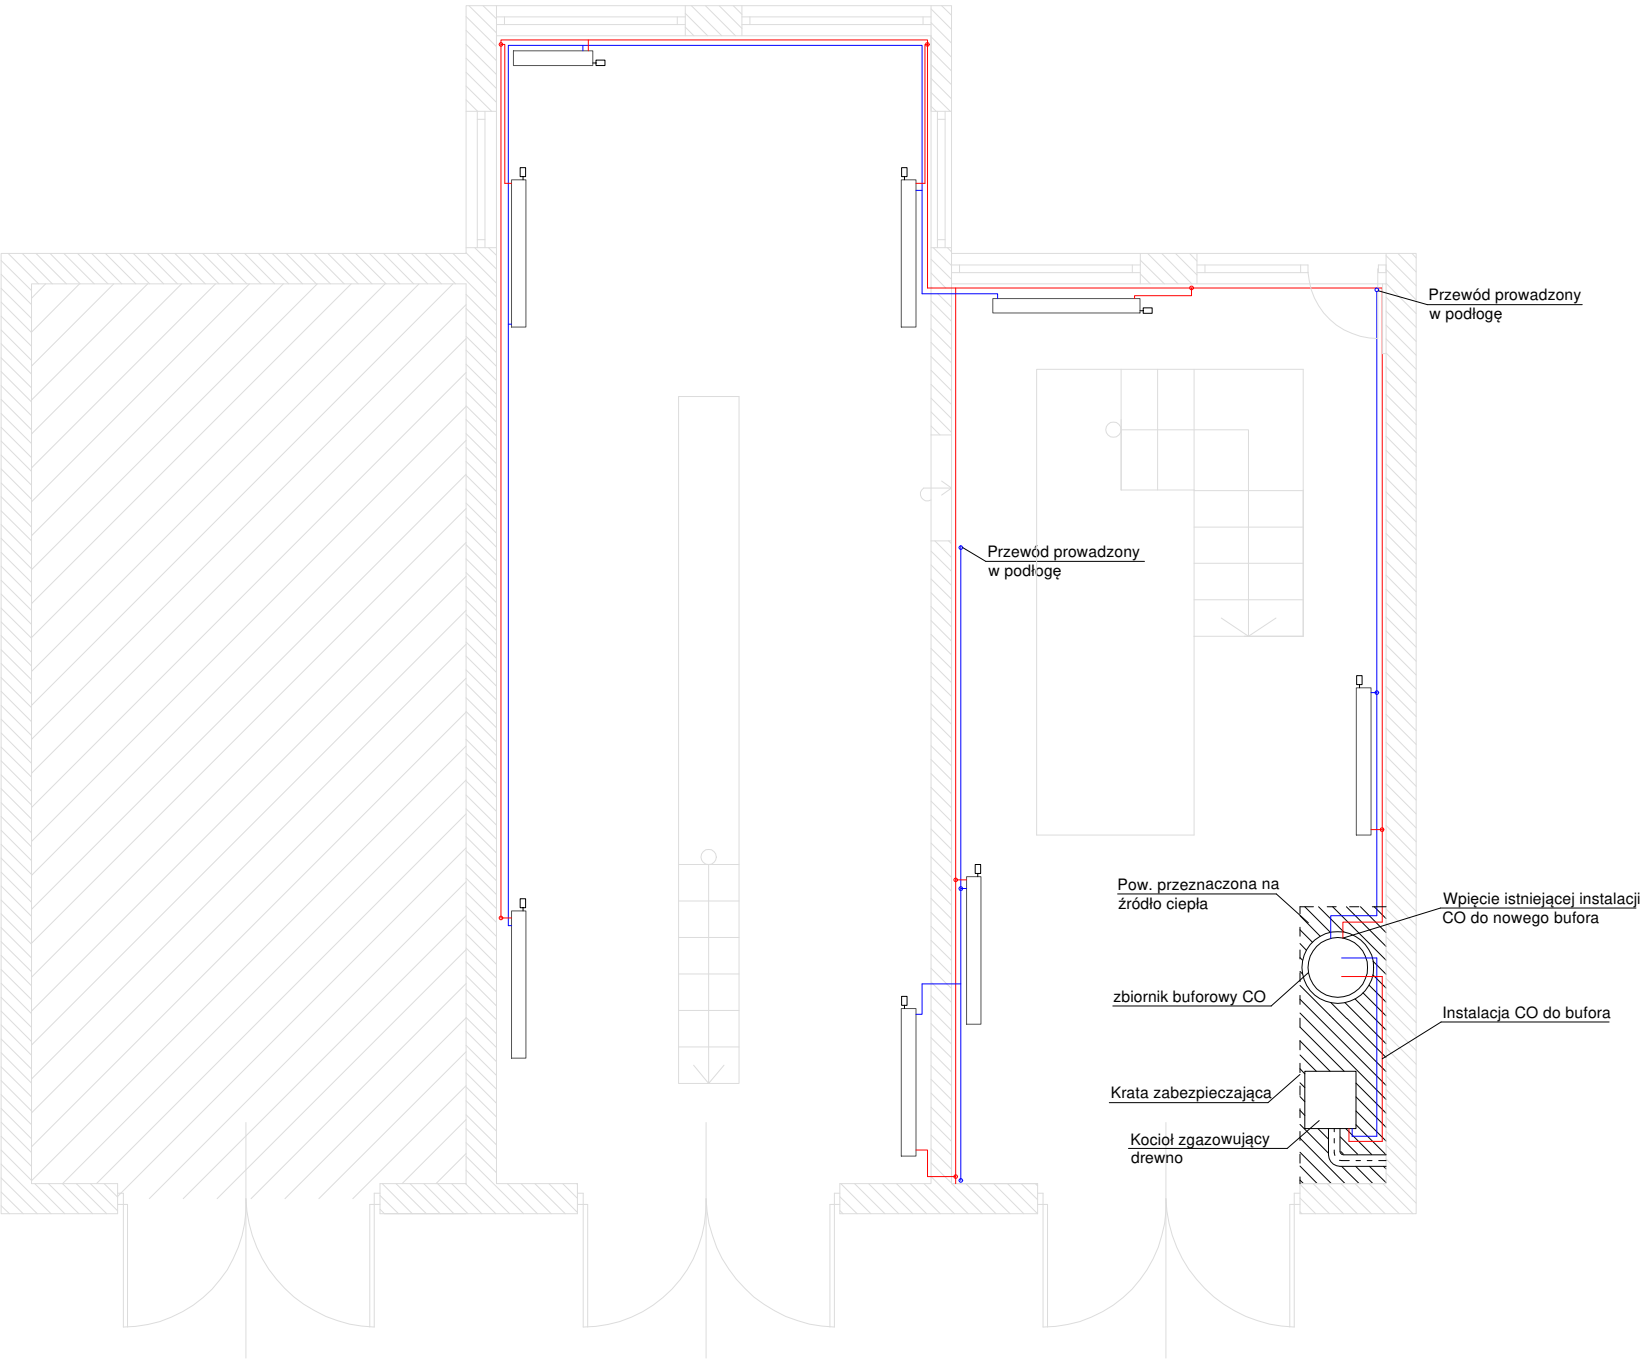 Przewód prowadzony
w podłogę
Przewód prowadzony
w podłogę
Pow. przeznaczona na
źródło ciepła
Wpięcie istniejącej instalacji
CO do nowego bufora
zbiornik buforowy CO
Instalacja CO do bufora
Krata zabezpieczająca
Kocioł zgazowujący
drewno